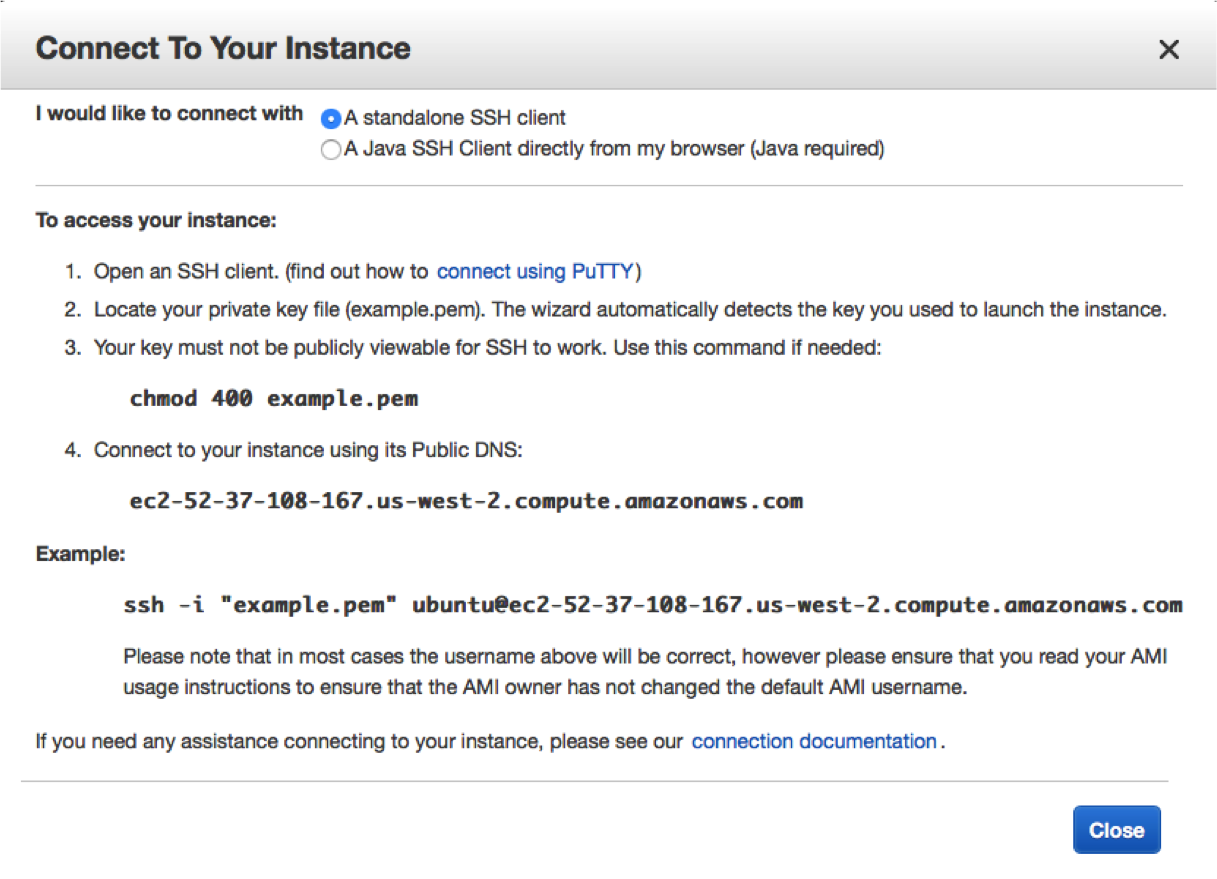 Connect To Your Instance
I would like to connect with
A standalone SSH client
A Java SSH Client directly from my browser (Java required)
To access your instance:
1. Open an SSH client. (find out how to connect using PuTTY)
2. Locate your private key file (example.pem). The wizard automatically detects the key you used to launch the instance.
3. Your key must not be publicly viewable for SSH to work. Use this command if needed:
chmod 400 example.pem
4. Connect to your instance using its Public DNS:
ec2-52-37-108-167.us-west-2.compute.amazonaws.com
Example:
ssh -i "example.pem" ubuntu@ec2-52-37-108-167.us-west-2.compute.amazonaws.com
Please note that in most cases the username above will be correct, however please ensure that you read your AMI
usage instructions to ensure that the AMI owner has not changed the default AMI username.
If you need any assistance connecting to your instance, please see our connection documentation.
Close